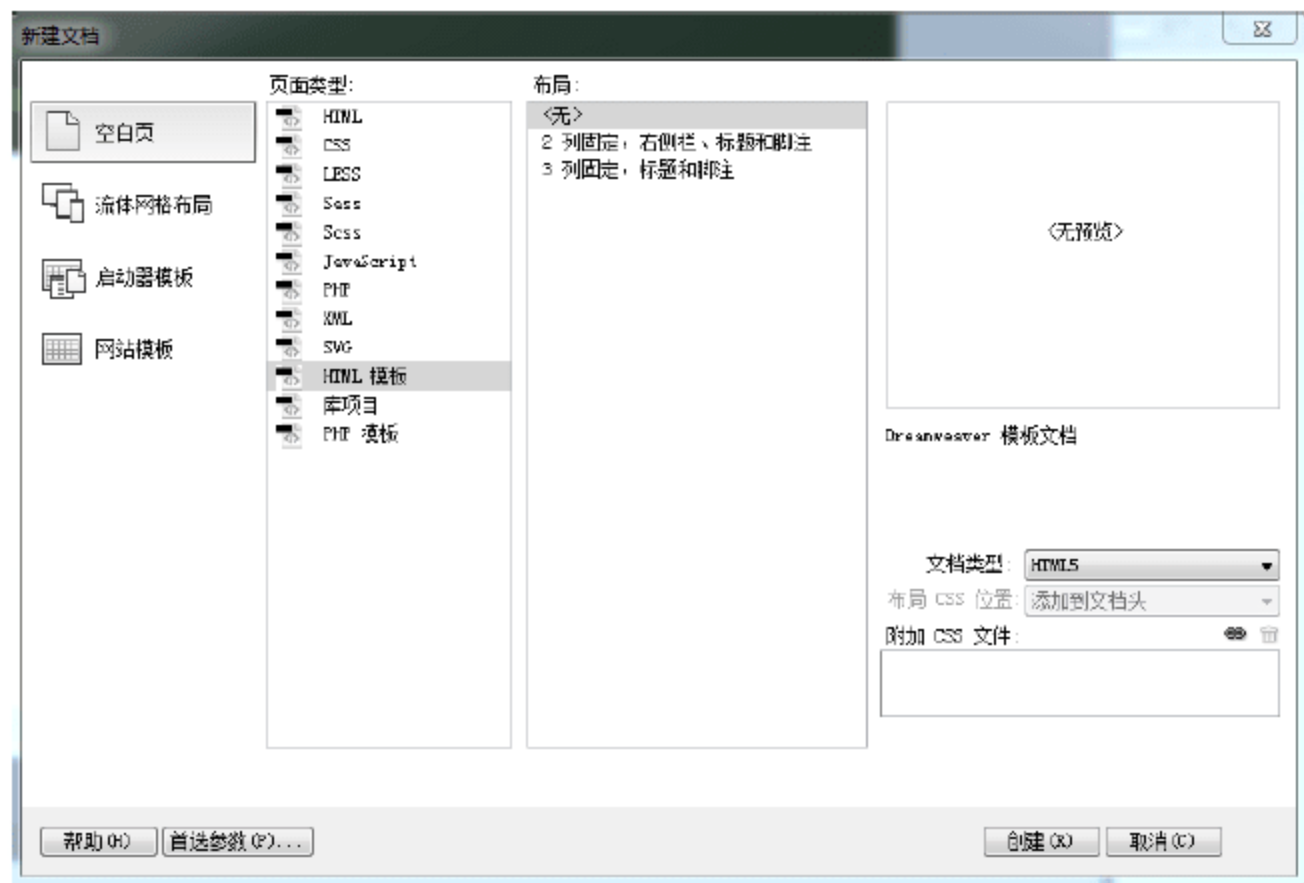 新建文档
空白页
流体网格布局
启动器模板
网站模板
页面类型:
HTML
CSS
LESS
Sass
Scss
JavaScript
PHP
XML
SVG
HTML 模板
库项目
PHP 模板
布局:
<无>
2 列固定，右侧栏、标题和脚注
3 列固定，标题和脚注
<无预览>
Dreamweaver 模板文档
文档类型: HTML5
布局 CSS 位置: 添加到文档头
附加 CSS 文件:
帮助(H) 首选参数(P)... 创建(R) 取消(C)